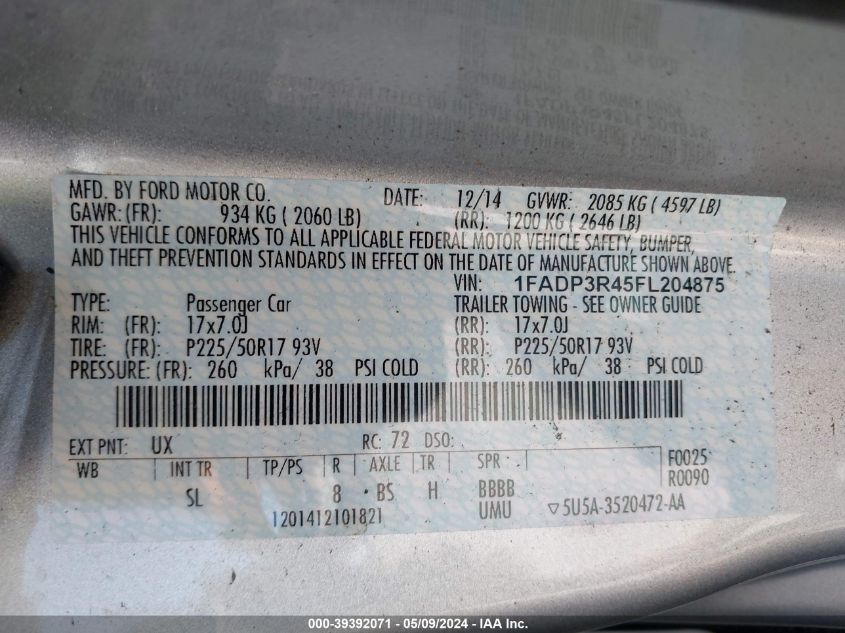 MFD. BY FORD MOTOR CO. DATE: 12/14 GVWR: 2085 KG ( 4597 LB)
GAWR: (FR): 934 KG ( 2060 LB) (RR): 1200 KG ( 2646 LB)
THIS VEHICLE CONFORMS TO ALL APPLICABLE FEDERAL MOTOR VEHICLE SAFETY, BUMPER,
AND THEFT PREVENTION STANDARDS IN EFFECT ON THE DATE OF MANUFACTURE SHOWN ABOVE.
VIN: 1FADP3R45FL204875
TYPE: Passenger Car TRAILER TOWING - SEE OWNER GUIDE
RIM: (FR): 17x7.0J (RR): 17x7.0J
TIRE: (FR): P225/50R17 93V (RR): P225/50R17 93V
PRESSURE: (FR): 260 kPa/ 38 PSI COLD (RR): 260 kPa/ 38 PSI COLD
EXT PNT: UX RC: 72 DSO:
WB INT TR TP/PS R AXLE TR SPR F0025
R0090
SL 8 BS H BBBB
1201412101821 UMU ▽5U5A-3520472-AA
000-39392071 - 05/09/2024 - IAA Inc.